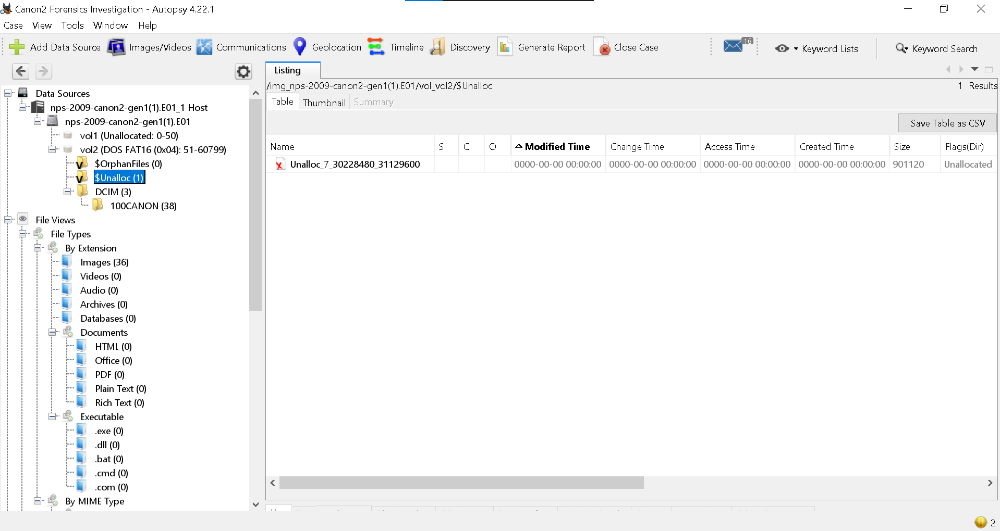 Canon2 Forensics Investigation - Autopsy 4.22.1
Case View Tools Window Help
Add Data Source Images/Videos Communications Geolocation Timeline Discovery Generate Report Close Case 16 Keyword Lists Keyword Search
Data Sources
nps-2009-canon2-gen1(1).E01_1 Host
nps-2009-canon2-gen1(1).E01
vol1 (Unallocated: 0-50)
vol2 (DOS FAT16 (0x04): 51-60799)
$OrphanFiles (0)
$Unalloc (1)
DCIM (3)
100CANON (38)
File Views
File Types
By Extension
Images (36)
Videos (0)
Audio (0)
Archives (0)
Databases (0)
Documents
HTML (0)
Office (0)
PDF (0)
Plain Text (0)
Rich Text (0)
Executable
.exe (0)
.dll (0)
.bat (0)
.cmd (0)
.com (0)
By MIME Type
Listing
/img_nps-2009-canon2-gen1(1).E01/vol_vol2/$Unalloc
1 Results
Table Thumbnail Summary
Save Table as CSV
Name S C O Modified Time Change Time Access Time Created Time Size Flags(Dir)
Unalloc_7_30228480_31129600 0000-00-00 00:00:00 0000-00-00 00:00:00 0000-00-00 00:00:00 0000-00-00 00:00:00 901120 Unallocated
2